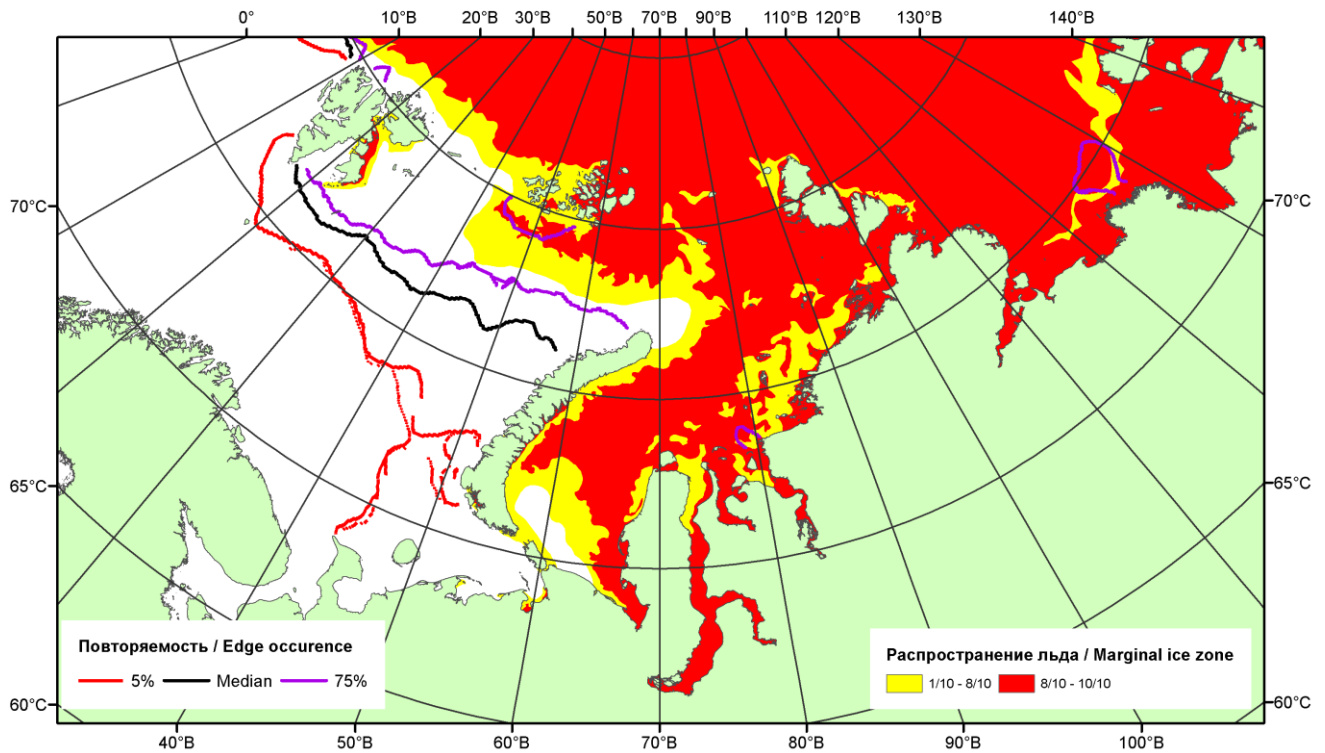 0° 10°В 20°В 30°В 50°В 70°В 90°В 110°В 120°В 130°В 140°В
70°С 70°С
65°С 65°С
60°С 60°С
Повторяемость / Edge occurence
5% Median 75%
Распространение льда / Marginal ice zone
1/10 - 8/10 8/10 - 10/10
40°В 50°В 60°В 70°В 80°В 90°В 100°В